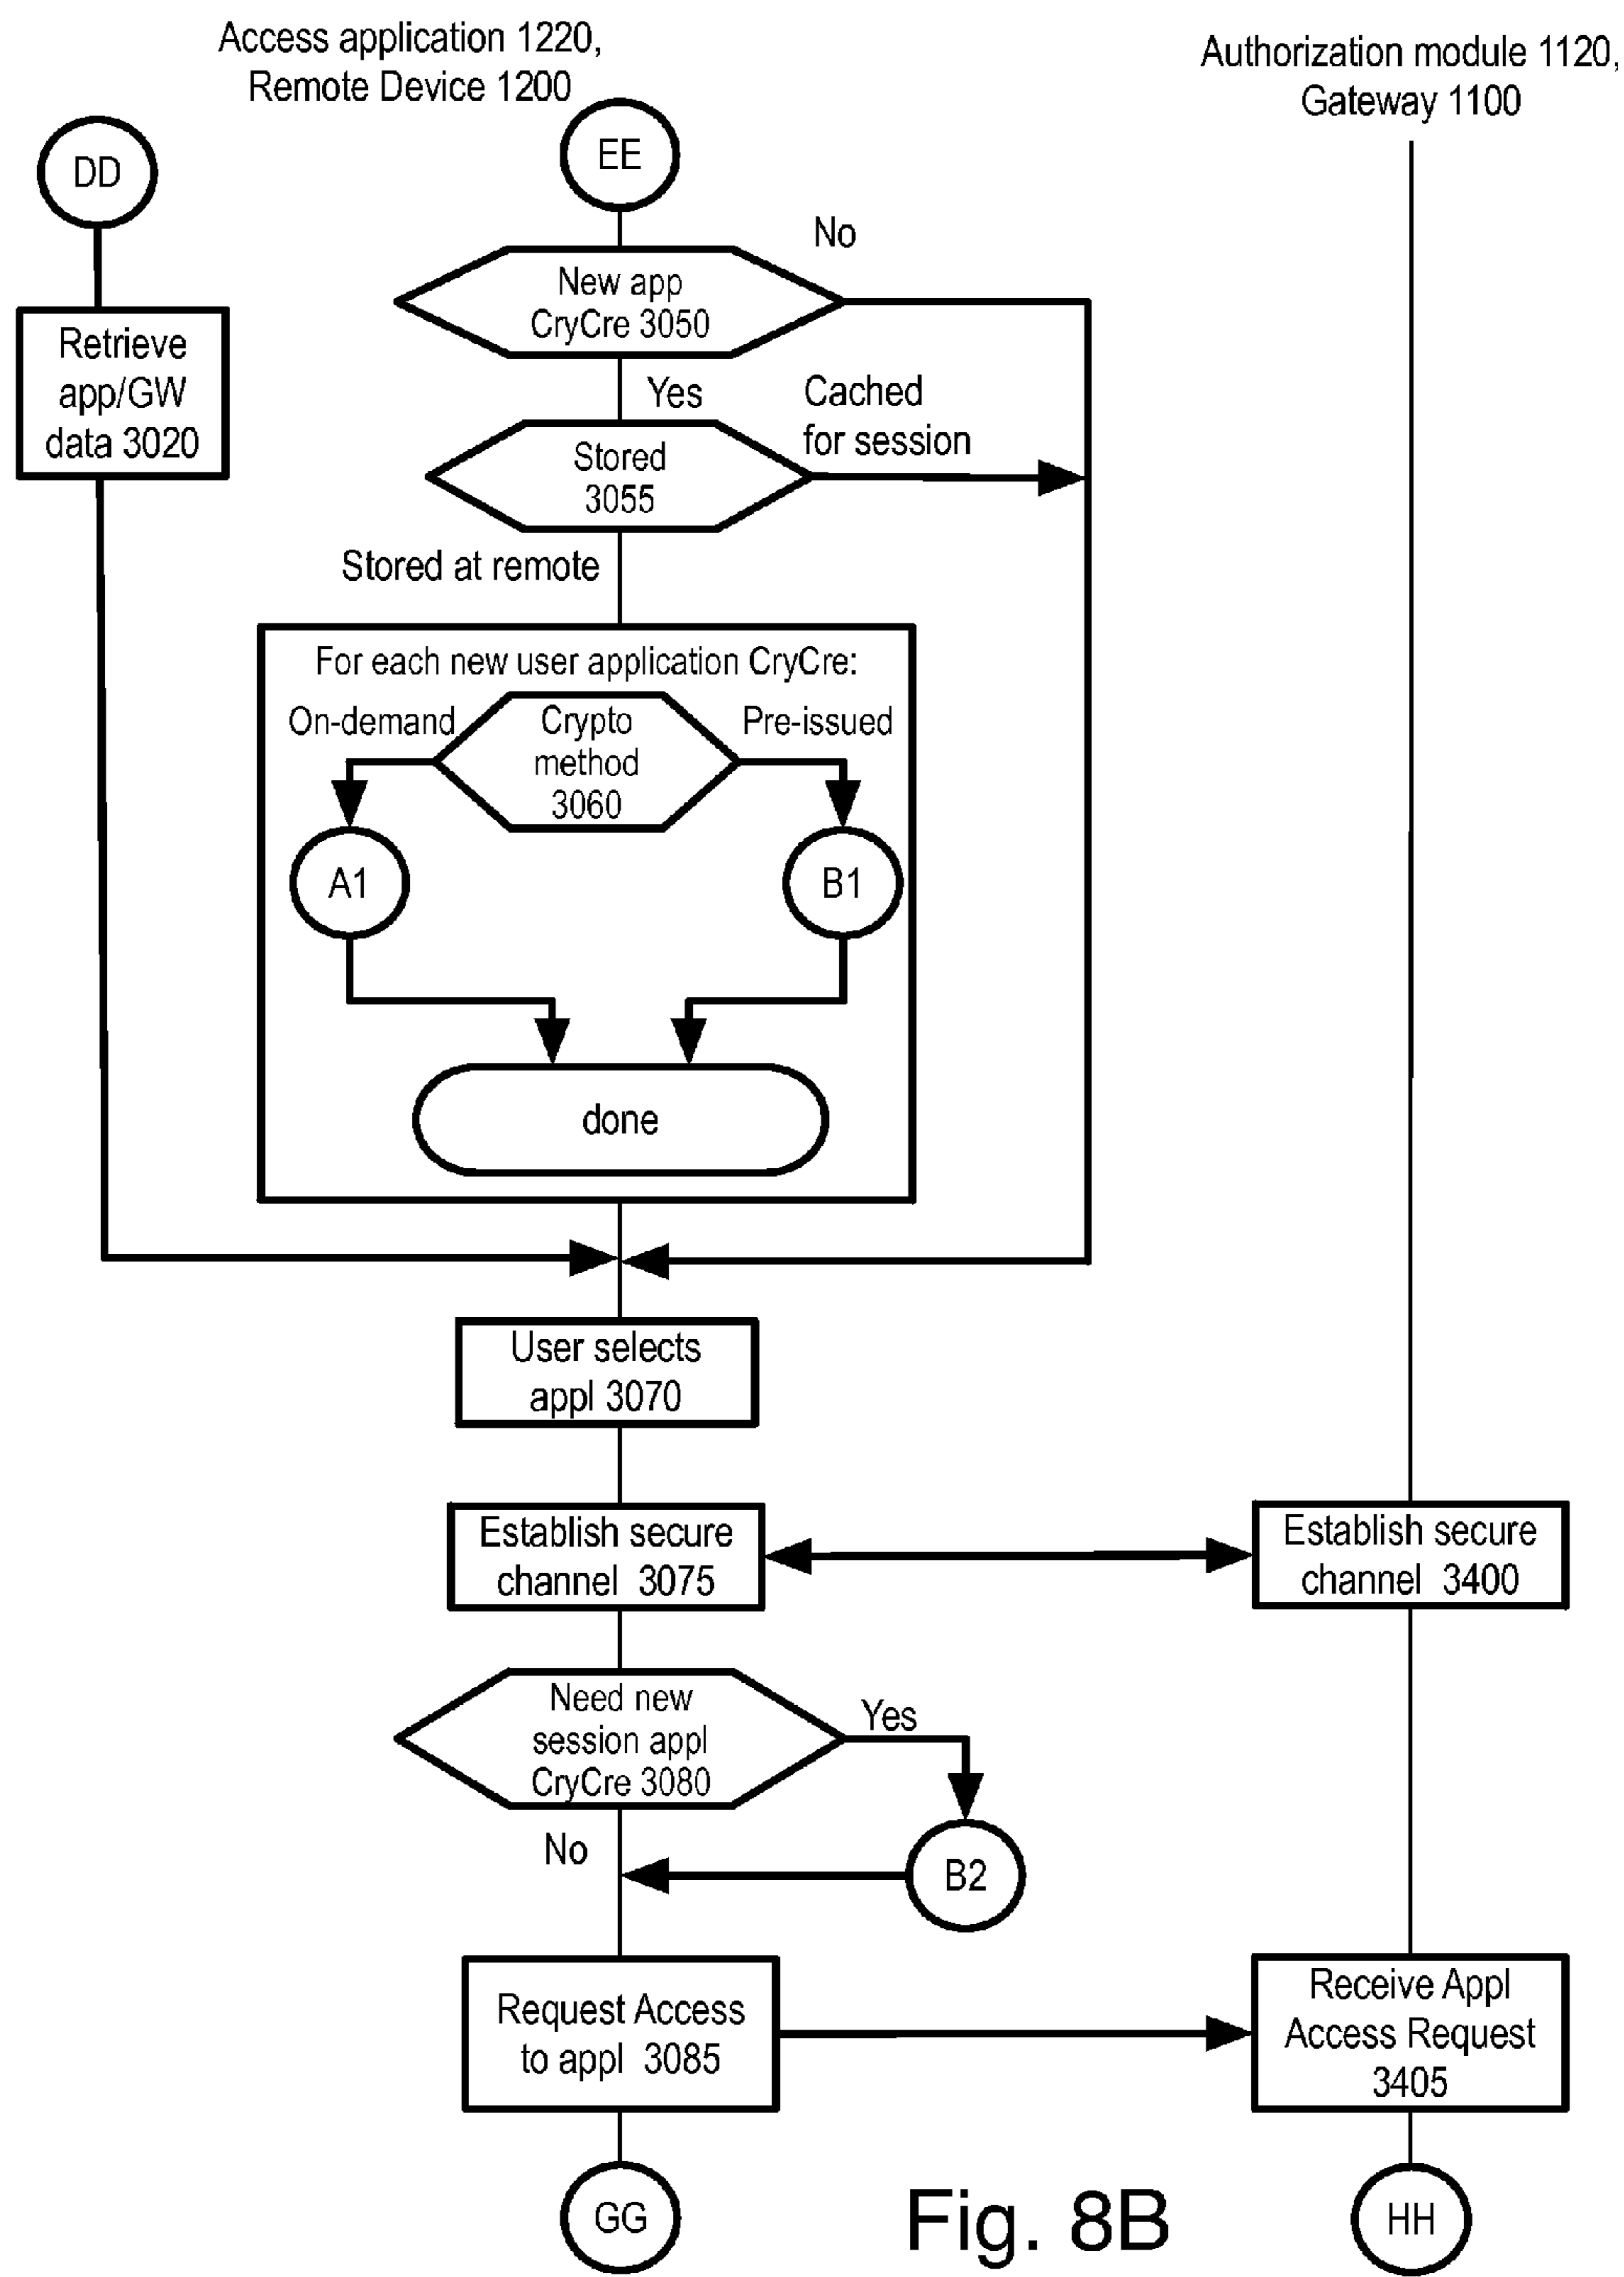 Access application 1220,
Remote Device 1200
Authorization module 1120,
Gateway 1100
DD
EE
No
New app
CryCre 3050
Retrieve
app/GW
data 3020
Yes
Cached
for session
Stored
3055
Stored at remote
For each new user application CryCre:
On-demand
Crypto
method
3060
Pre-issued
A1
B1
done
User selects
appl 3070
Establish secure
channel 3075
Establish secure
channel 3400
Need new
session appl
CryCre 3080
Yes
No
B2
Request Access
to appl 3085
Receive Appl
Access Request
3405
GG
Fig. 8B
HH